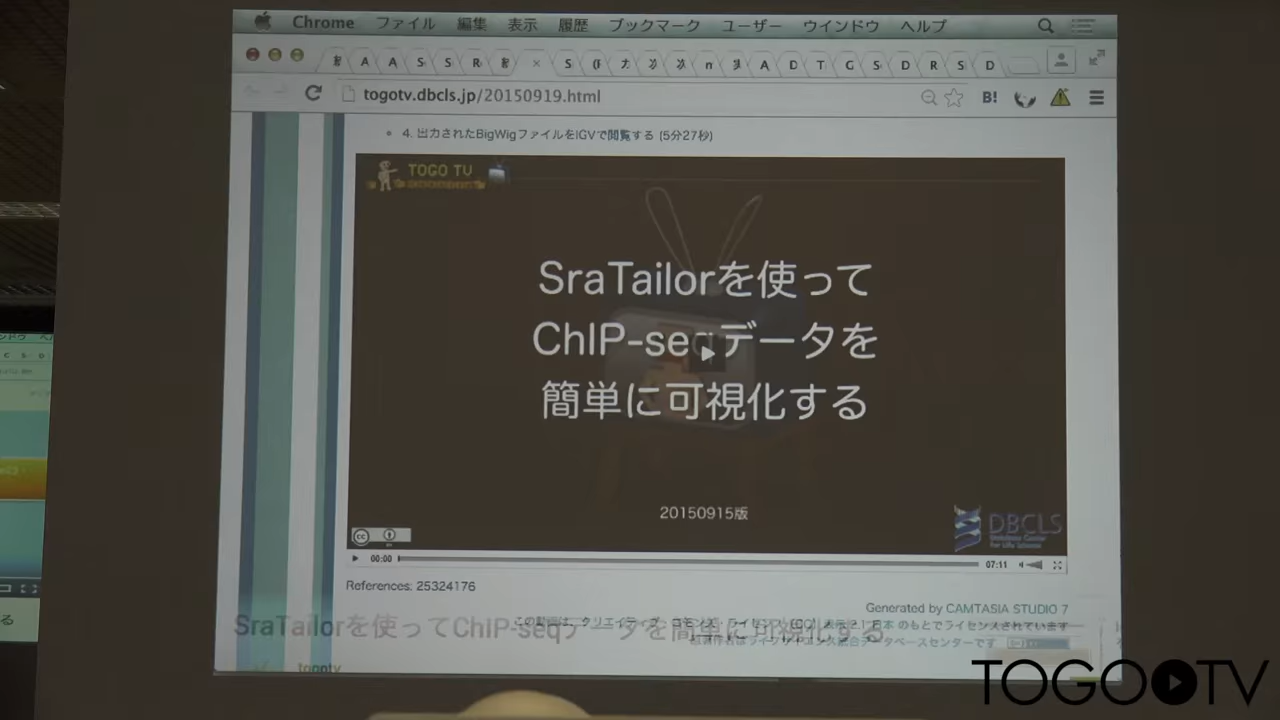 Chrome ファイル 編集 表示 履歴 ブックマーク ユーザー ウインドウ ヘルプ
A A S S R × S n A D T G S D R S D
togotv.dbcls.jp/20150919.html
B!
4. 出力されたBigWigファイルをIGVで閲覧する (5分27秒)
TOGO TV
SraTailorを使って
ChIP-seqデータを
簡単に可視化する
20150915版
DBCLS
cc
00:00
07:11
References: 25324176
Generated by CAMTASIA STUDIO 7
SraTailorを使ってChIP-seqデータを簡単に可視化する
togotv
TOGO TV